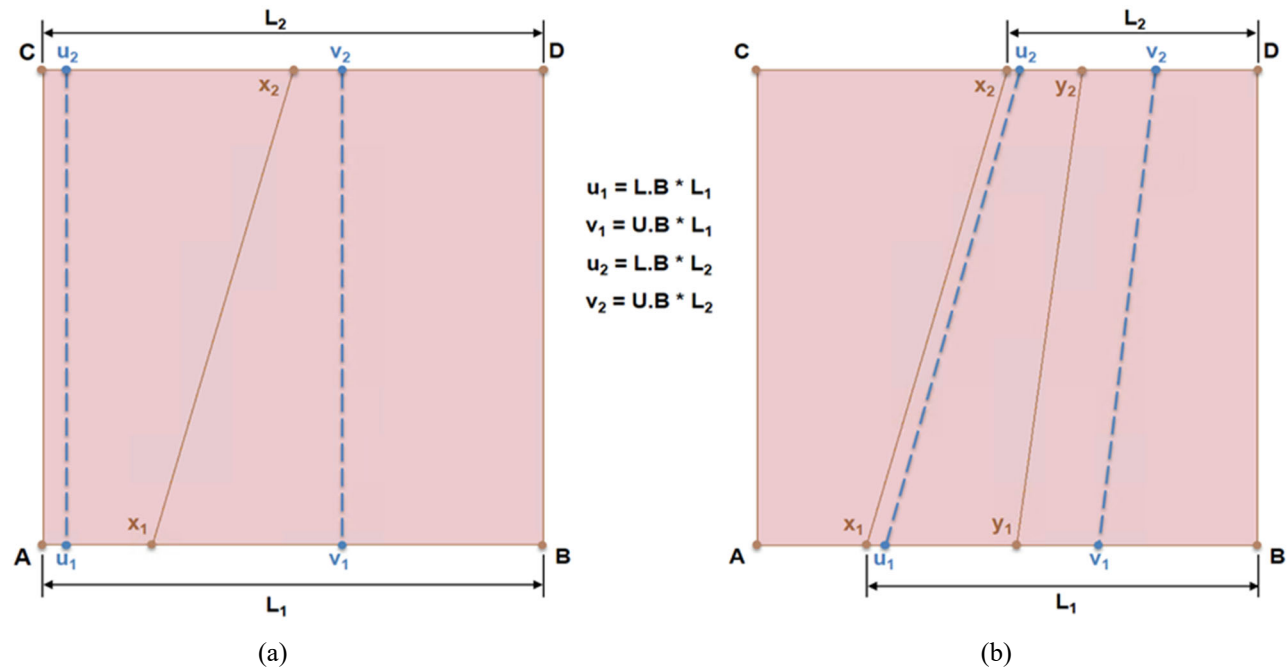 L₂
C u₂ v₂ D
x₂
x₁
A u₁ v₁ B
L₁
(a)
u₁ = L.B * L₁
v₁ = U.B * L₁
u₂ = L.B * L₂
v₂ = U.B * L₂
L₂
C u₂ v₂ D
x₂ y₂
x₁ y₁
A u₁ v₁ B
L₁
(b)